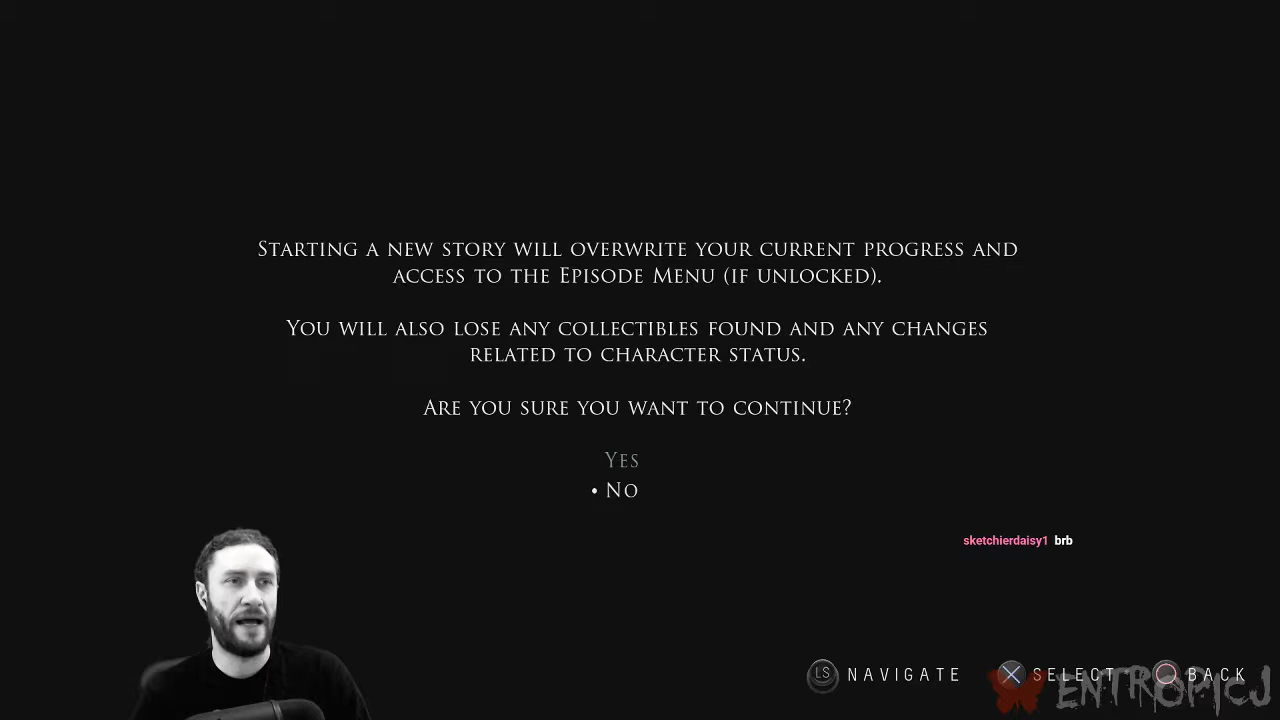 Starting a new story will overwrite your current progress and
access to the Episode Menu (if unlocked).
You will also lose any collectibles found and any changes
related to character status.
Are you sure you want to continue?
Yes
• No
sketchierdaisy1 brb
LS NAVIGATE SELECT BACK
ENTROPICJ